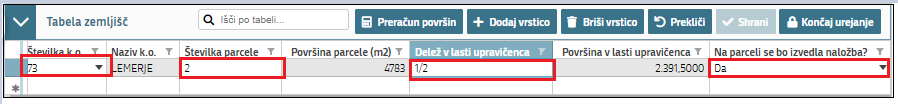 Tabela zemljišč
Išči po tabeli...
Preračun površin
Dodaj vrstico
Briši vrstico
Prekliči
Shrani
Končaj urejanje
Številka k.o. Naziv k.o. Številka parcele Površina parcele (m2) Delež v lasti upravičenca Površina v lasti upravičenca Na parceli se bo izvedla naložba?
73 LEMERJE 2 4783 1/2 2.391,5000 Da